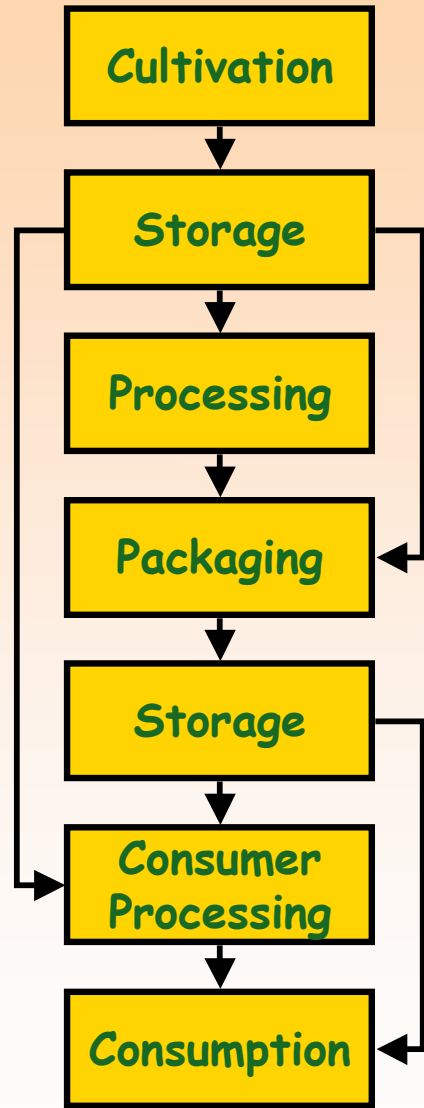 Cultivation
Storage
Processing
Packaging
Storage
Consumer
Processing
Consumption